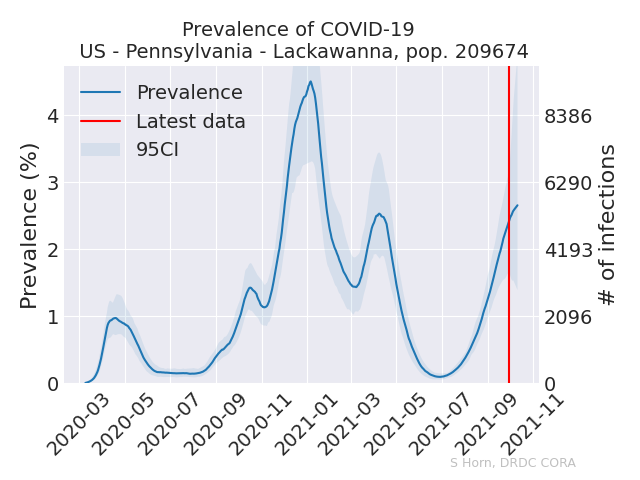 Prevalence of COVID-19
US - Pennsylvania - Lackawanna, pop. 209674
Prevalence
Latest data
95CI
Prevalence (%)
4
3
2
1
0
8386
6290
4193
2096
0
# of infections
2020-03
2020-05
2020-07
2020-09
2020-11
2021-01
2021-03
2021-05
2021-07
2021-09
2021-11
S Horn, DRDC CORA